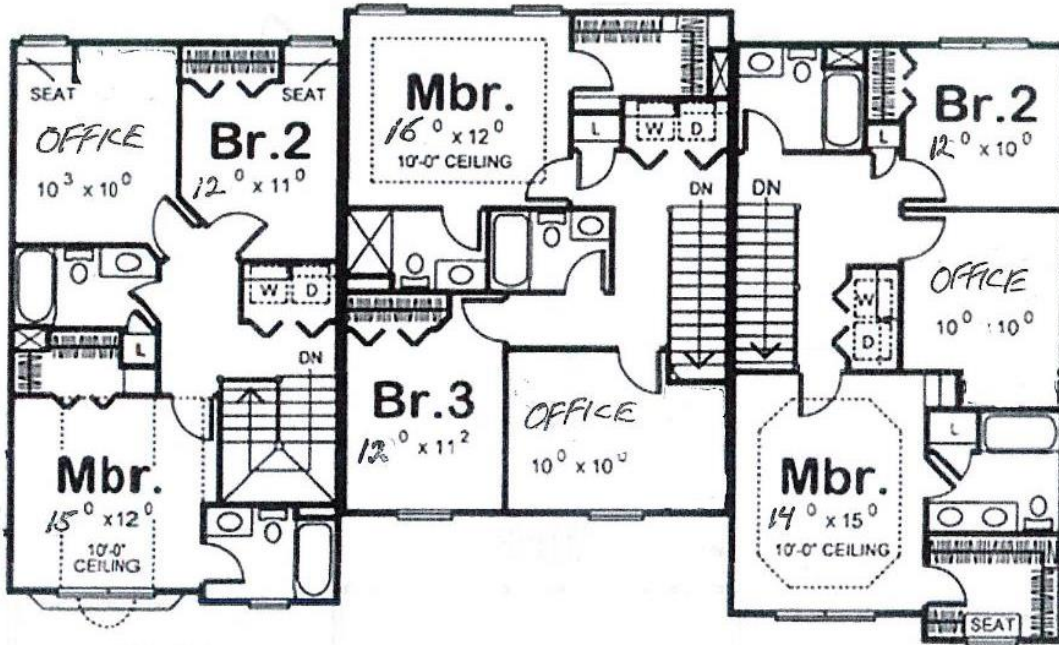 SEAT
OFFICE
10³ x 10⁰
SEAT
Br.2
12⁰ x 11⁰
W D
L
DN
Mbr.
15⁰ x 12⁰
10'-0"
CEILING
Mbr.
16⁰ x 12⁰
10'-0" CEILING
L
W D
DN
Br.3
12⁰ x 11²
OFFICE
10⁰ x 10⁰
DN
L
Br.2
12⁰ x 10⁰
OFFICE
10⁰ 10⁰
W
D
Mbr.
14⁰ x 15⁰
10'-0" CEILING
L
SEAT